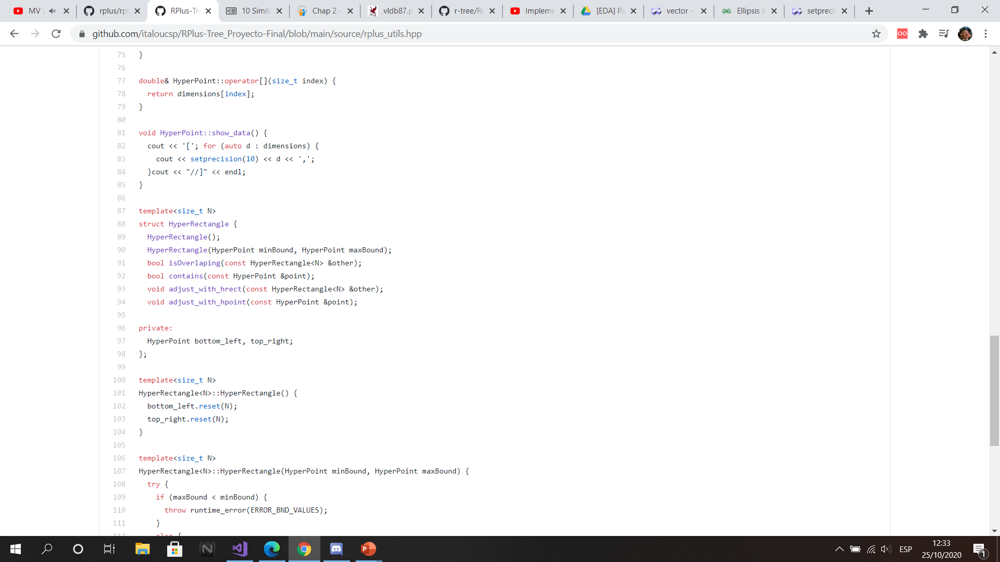 MV
rplus/rpl
RPlus-Tr
10 Simila
Chap 2 -
vldb87.p
r-tree/Re
Impleme
[EDA] Pa
vector -
Ellipsis i
setpreci
github.com/italoucsp/RPlus-Tree_Proyecto-Final/blob/main/source/rplus_utils.hpp
75 }
76
77 double& HyperPoint::operator[](size_t index) {
78 return dimensions[index];
79 }
80
81 void HyperPoint::show_data() {
82 cout << '['; for (auto d : dimensions) {
83 cout << setprecision(10) << d << ',';
84 }cout << "//]" << endl;
85 }
86
87 template<size_t N>
88 struct HyperRectangle {
89 HyperRectangle();
90 HyperRectangle(HyperPoint minBound, HyperPoint maxBound);
91 bool isOverlaping(const HyperRectangle<N> &other);
92 bool contains(const HyperPoint &point);
93 void adjust_with_hrect(const HyperRectangle<N> &other);
94 void adjust_with_hpoint(const HyperPoint &point);
95
96 private:
97 HyperPoint bottom_left, top_right;
98 };
99
100 template<size_t N>
101 HyperRectangle<N>::HyperRectangle() {
102 bottom_left.reset(N);
103 top_right.reset(N);
104 }
105
106 template<size_t N>
107 HyperRectangle<N>::HyperRectangle(HyperPoint minBound, HyperPoint maxBound) {
108 try {
109 if (maxBound < minBound) {
110 throw runtime_error(ERROR_BND_VALUES);
111 }
112 else {
ESP
12:33
25/10/2020
1